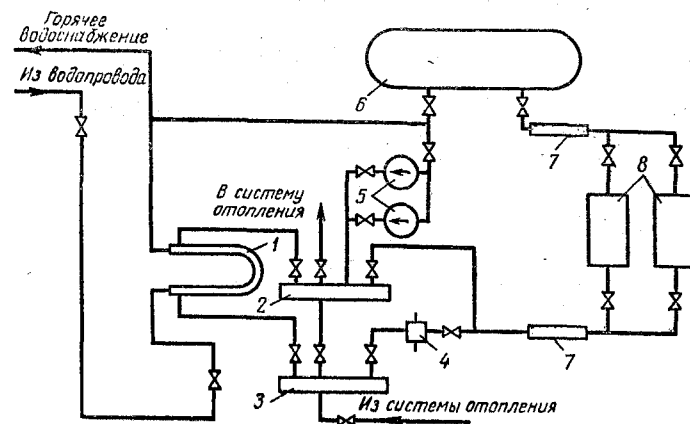 Горячее
водоснабжение
Из водопровода
6
7
8
5
В систему
отопления
1
2
4
7
3
Из системы отопления